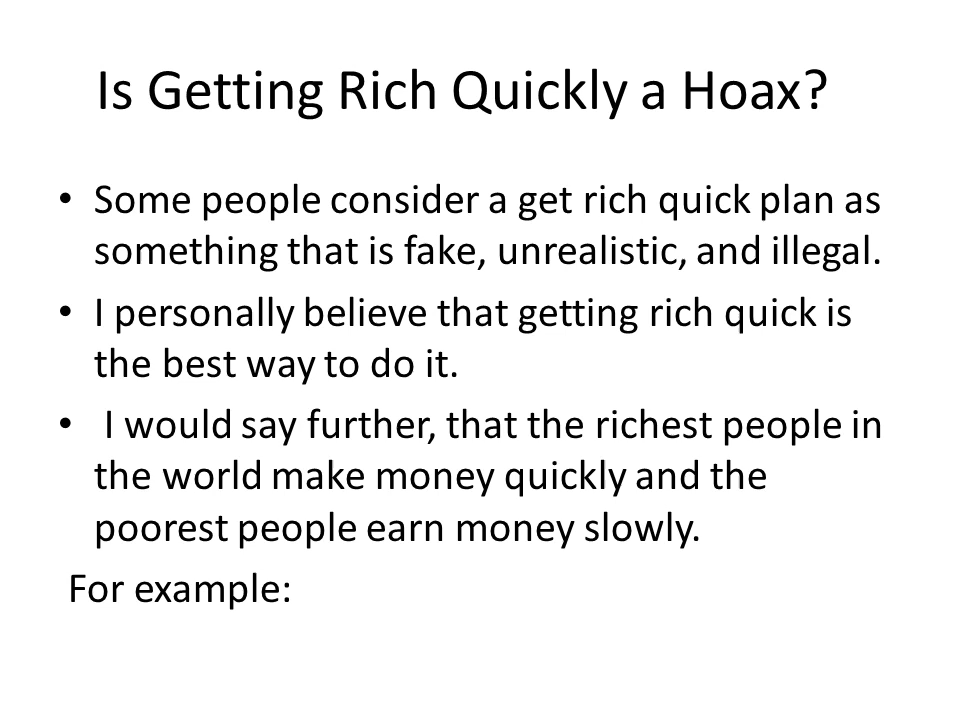 Is Getting Rich Quickly a Hoax?
• Some people consider a get rich quick plan as
something that is fake, unrealistic, and illegal.
• I personally believe that getting rich quick is
the best way to do it.
• I would say further, that the richest people in
the world make money quickly and the
poorest people earn money slowly.
For example: